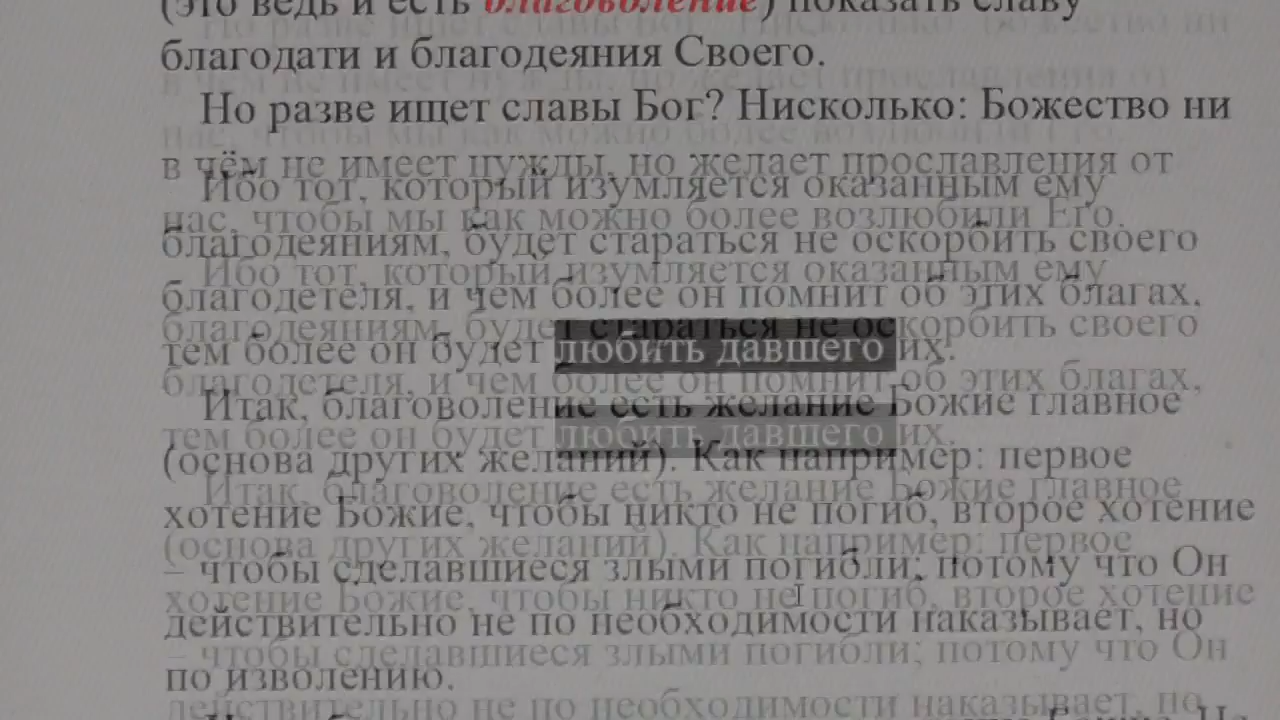 (это ведь и есть благоволение) показать славу
благодати и благодеяния Своего.
Но разве ищет славы Бог? Нисколько: Божество ни
в чём не имеет нужды, но желает прославления от
нас, чтобы мы как можно более возлюбили Его.
Ибо тот, который изумляется оказанным ему
благодеяниям, будет стараться не оскорбить своего
благодетеля, и чем более он помнит об этих благах,
тем более он будет любить давшего их.
Итак, благоволение есть желание Божие главное
(основа других желаний). Как например: первое
хотение Божие, чтобы никто не погиб, второе хотение
– чтобы сделавшиеся злыми погибли; потому что Он
действительно не по необходимости наказывает, но
по изволению.